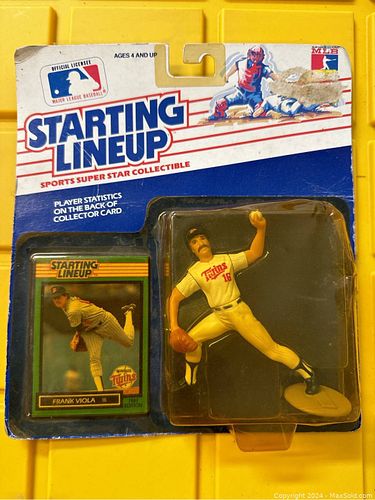 OFFICIAL LICENSEE
MAJOR LEAGUE BASEBALL
AGES 4 AND UP
MLB
STARTING
LINEUP
SPORTS SUPER STAR COLLECTIBLE
PLAYER STATISTICS
ON THE BACK OF
COLLECTOR CARD
STARTING
LINEUP
Twins
FRANK VIOLA
EDITION
Twins
16
Copyright 2024 - MaxSold.com